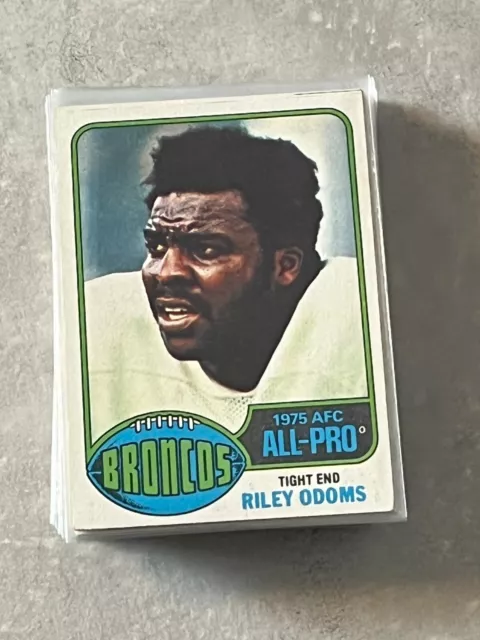 1975 AFC
ALL-PRO
BRONCOS
TIGHT END
RILEY ODOMS